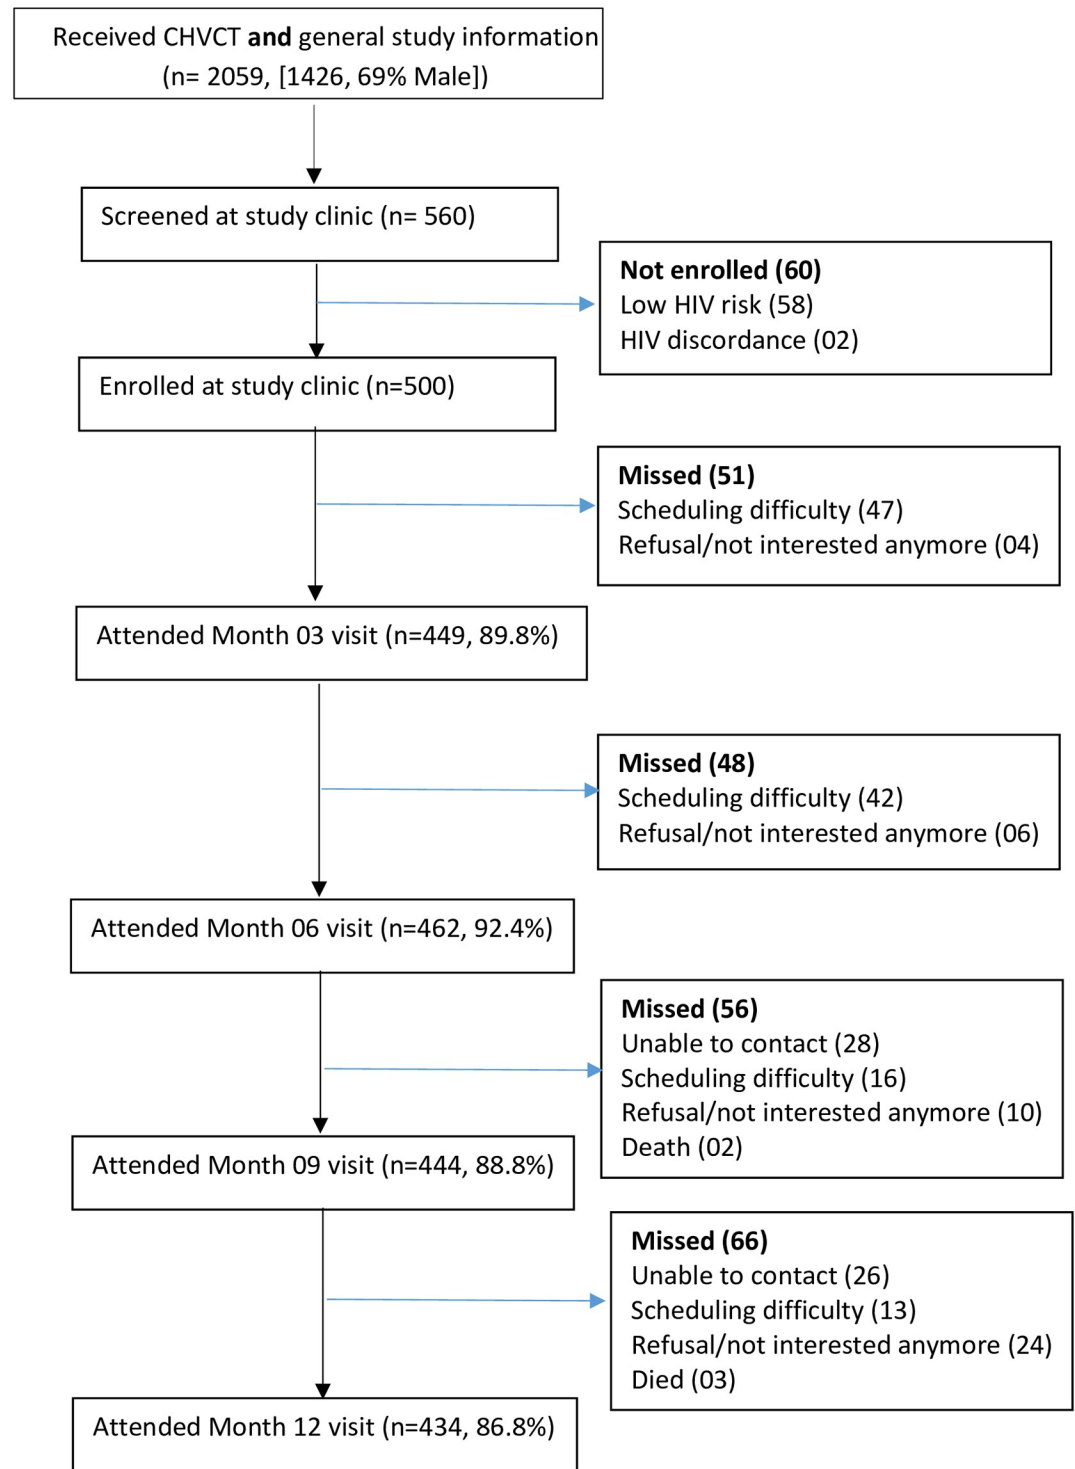 Received CHVCT and general study information
(n= 2059, [1426, 69% Male])
Screened at study clinic (n= 560)
Not enrolled (60)
Low HIV risk (58)
HIV discordance (02)
Enrolled at study clinic (n=500)
Missed (51)
Scheduling difficulty (47)
Refusal/not interested anymore (04)
Attended Month 03 visit (n=449, 89.8%)
Missed (48)
Scheduling difficulty (42)
Refusal/not interested anymore (06)
Attended Month 06 visit (n=462, 92.4%)
Missed (56)
Unable to contact (28)
Scheduling difficulty (16)
Refusal/not interested anymore (10)
Death (02)
Attended Month 09 visit (n=444, 88.8%)
Missed (66)
Unable to contact (26)
Scheduling difficulty (13)
Refusal/not interested anymore (24)
Died (03)
Attended Month 12 visit (n=434, 86.8%)